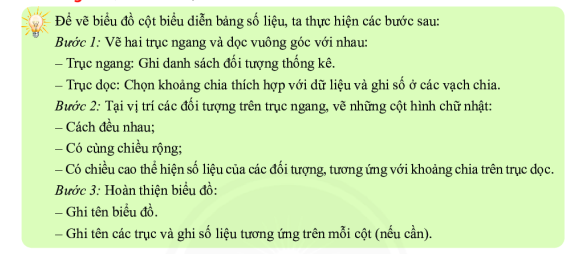 Để vẽ biểu đồ cột biểu diễn bảng số liệu, ta thực hiện các bước sau:
Bước 1: Vẽ hai trục ngang và dọc vuông góc với nhau:
– Trục ngang: Ghi danh sách đối tượng thống kê.
– Trục dọc: Chọn khoảng chia thích hợp với dữ liệu và ghi số ở các vạch chia.
Bước 2: Tại vị trí các đối tượng trên trục ngang, vẽ những cột hình chữ nhật:
– Cách đều nhau;
– Có cùng chiều rộng;
– Có chiều cao thể hiện số liệu của các đối tượng, tương ứng với khoảng chia trên trục dọc.
Bước 3: Hoàn thiện biểu đồ:
– Ghi tên biểu đồ.
– Ghi tên các trục và ghi số liệu tương ứng trên mỗi cột (nếu cần).